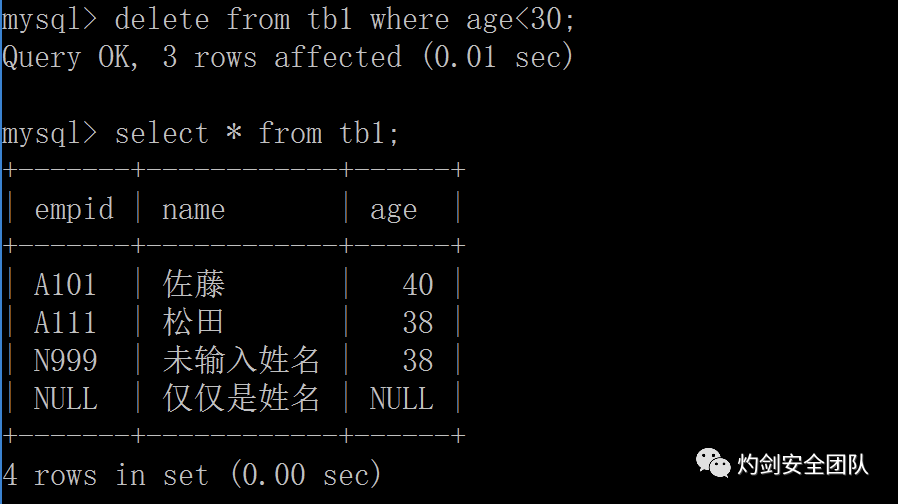 mysql> delete from tb1 where age<30;
Query OK, 3 rows affected (0.01 sec)
mysql> select * from tb1;
+-------+------------+------+
| empid | name | age |
+-------+------------+------+
| A101 | 佐藤 | 40 |
| A111 | 松田 | 38 |
| N999 | 未输入姓名 | 38 |
| NULL | 仅仅是姓名 | NULL |
+-------+------------+------+
4 rows in set (0.00 sec)
灼剑安全团队